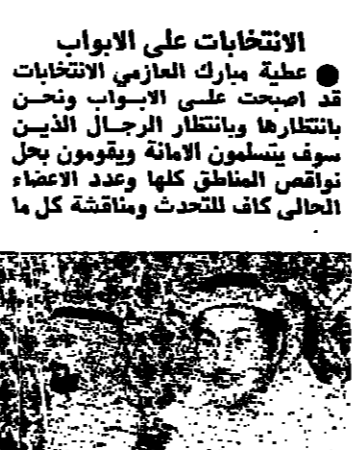 الانتخابات على الابواب
● عطية مبارك العازمي الانتخابات
قد اصبحت على الابواب ونحن
بانتظارها وبانتظار الرجال الذين
سوف يتسلمون الامانة ويقومون بحل
نواقص المناطق كلها وعدد الاعضاء
الحالى كاف للتحدث ومناقشة كل ما